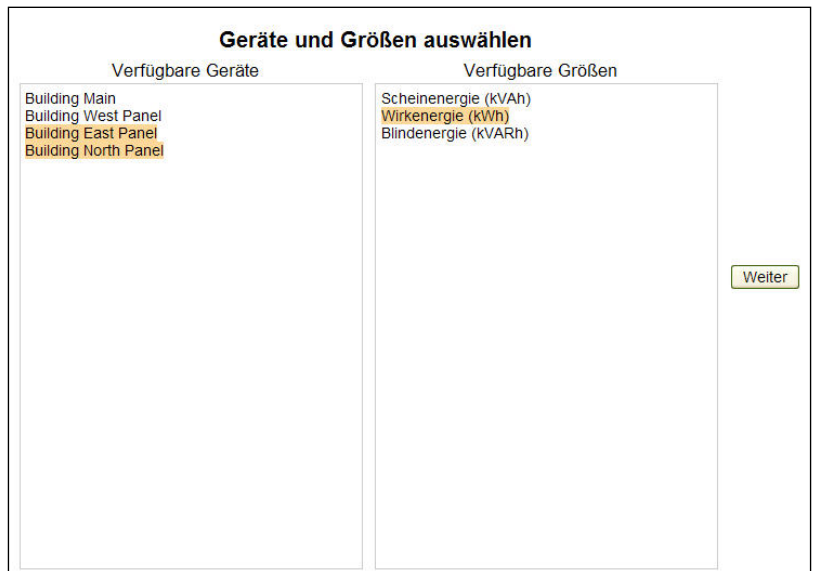 Geräte und Größen auswählen
Verfügbare Geräte
Building Main
Building West Panel
Building East Panel
Building North Panel
Verfügbare Größen
Scheinenergie (kVAh)
Wirkenergie (kWh)
Blindenergie (kVARh)
Weiter